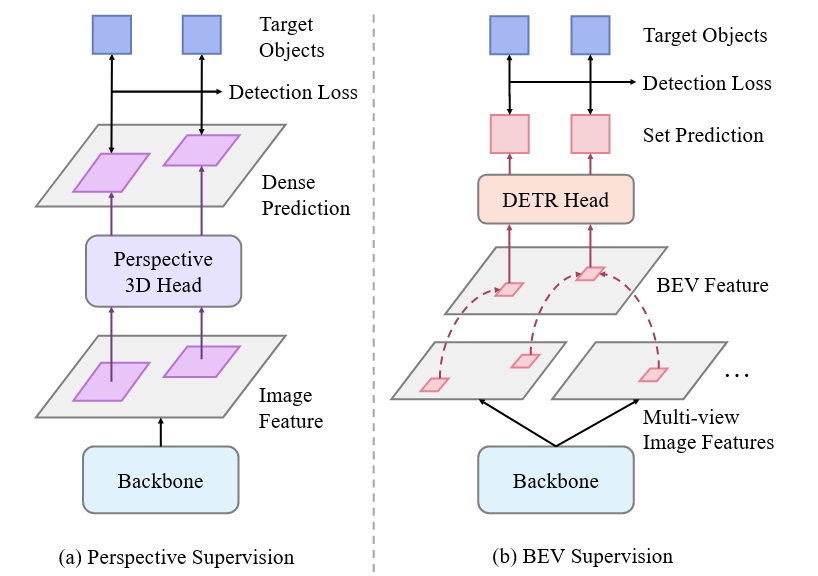 Target
Objects
Detection Loss
Dense
Prediction
Perspective
3D Head
Image
Feature
Backbone
(a) Perspective Supervision
Target Objects
Detection Loss
Set Prediction
DETR Head
BEV Feature
...
Multi-view
Image Features
Backbone
(b) BEV Supervision